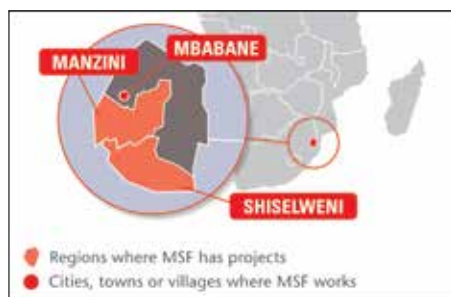 MBABANE
MANZINI
SHISELWENI
Regions where MSF has projects
Cities, towns or villages where MSF works